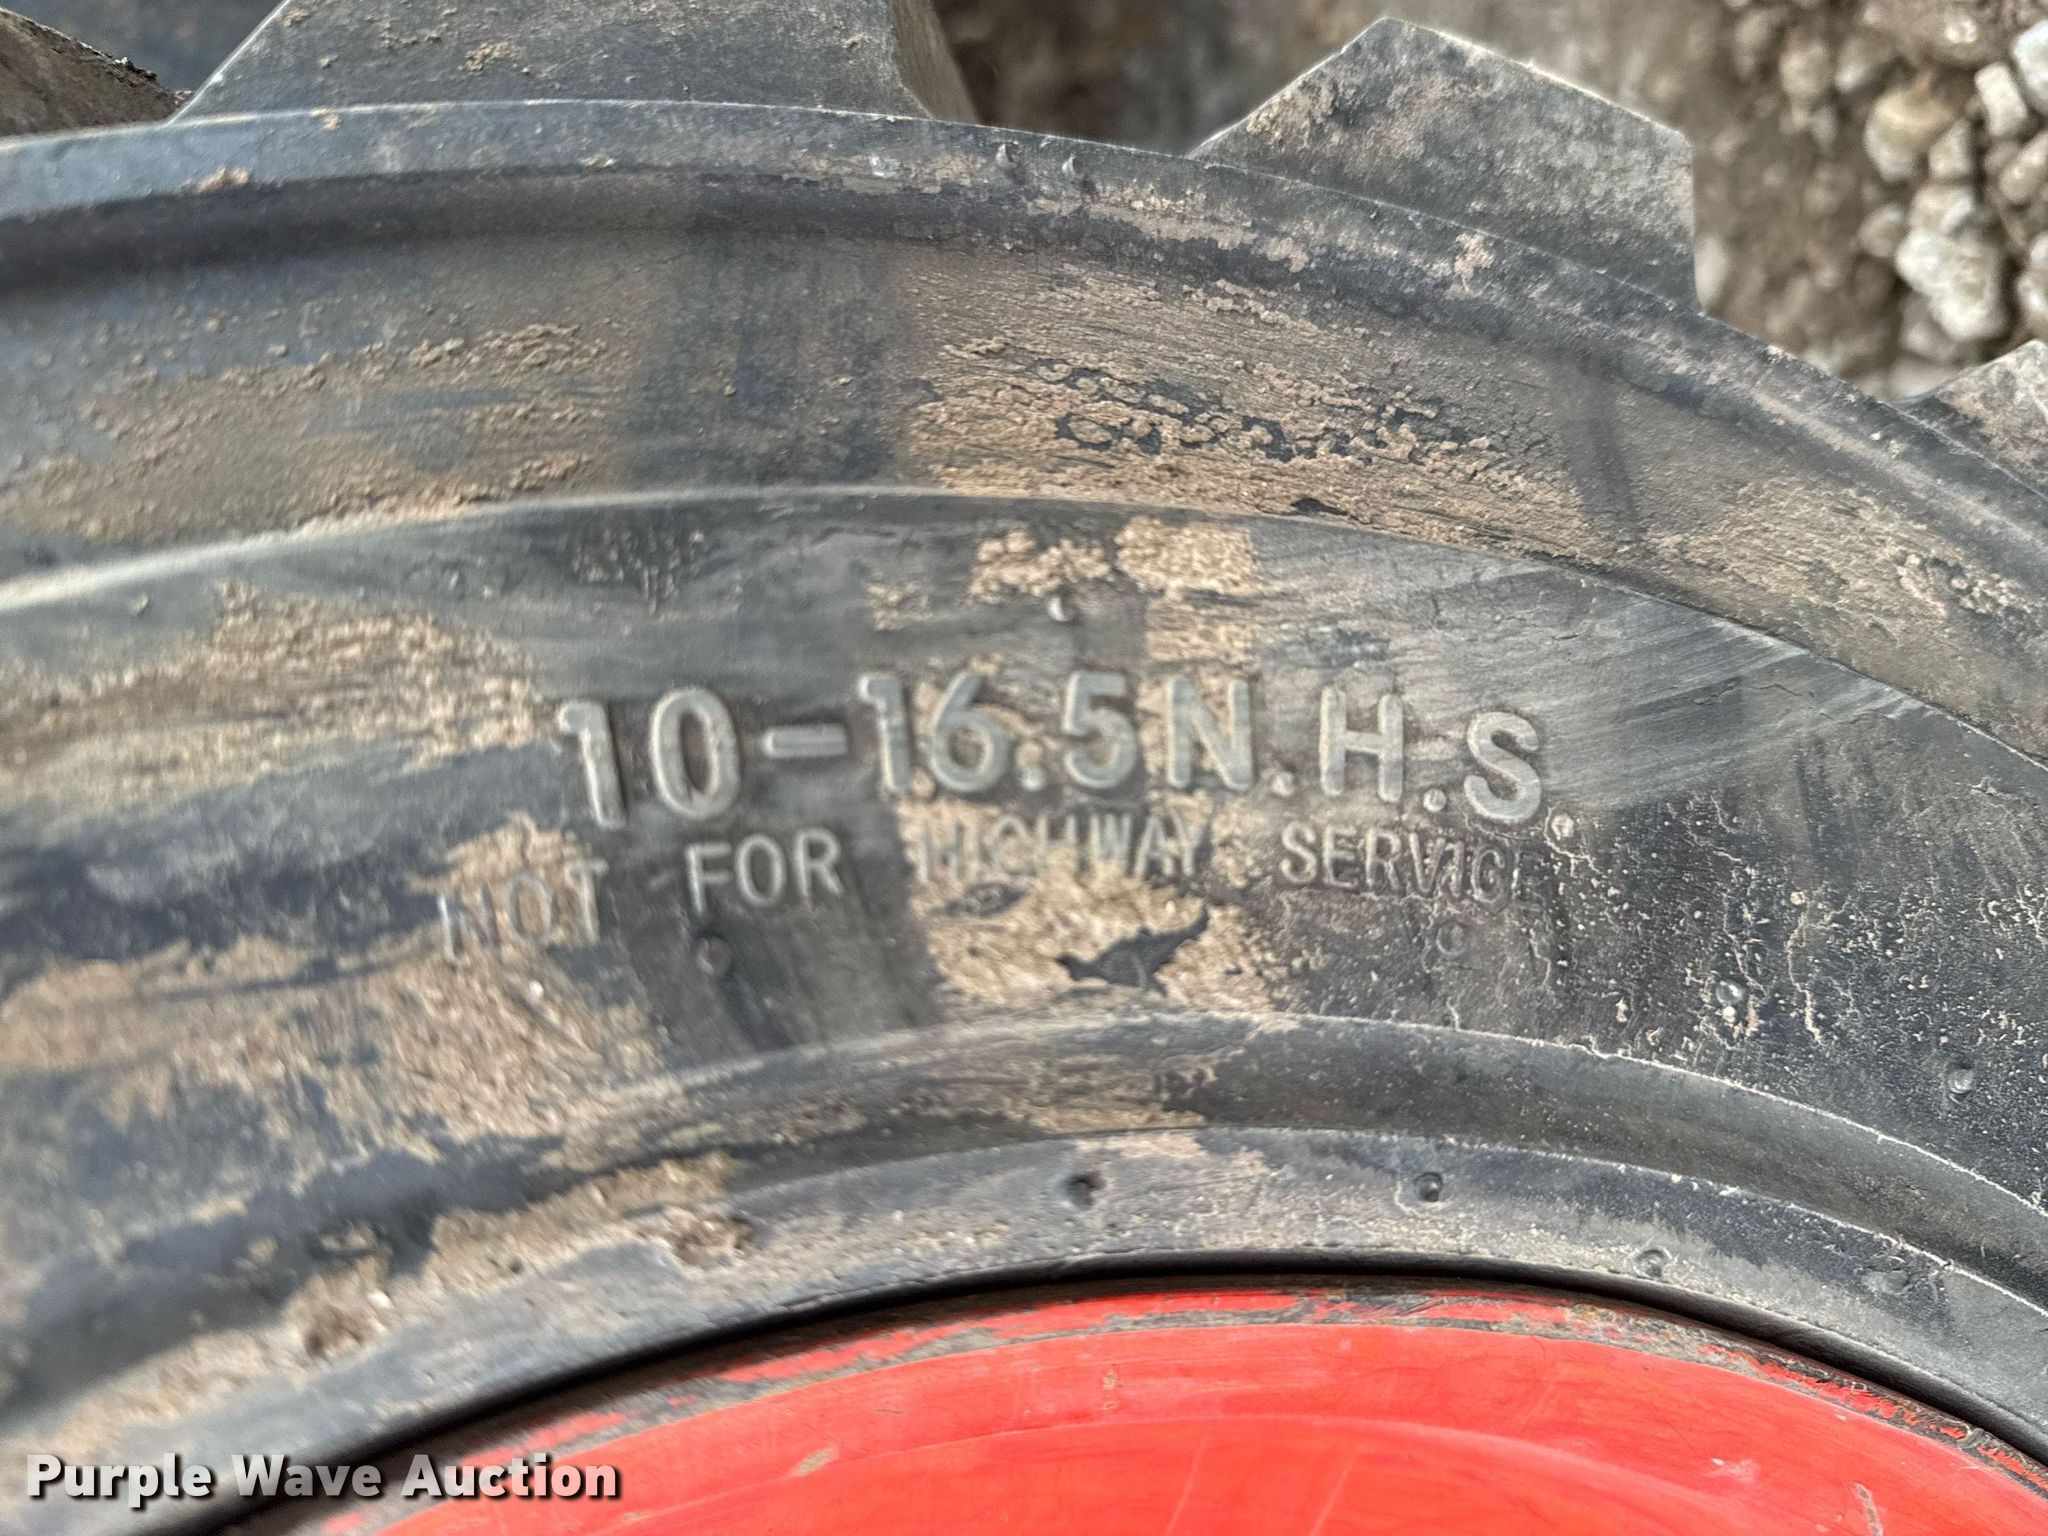 10-16.5N.H.S.
NOT FOR HIGHWAY SERVICE
Purple Wave Auction